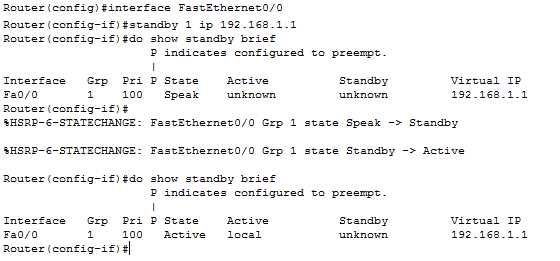 Router(config)#interface FastEthernet0/0
Router(config-if)#standby 1 ip 192.168.1.1
Router(config-if)#do show standby brief
P indicates configured to preempt.
|
Interface Grp Pri P State Active Standby Virtual IP
Fa0/0 1 100 Speak unknown unknown 192.168.1.1
Router(config-if)#
%HSRP-6-STATECHANGE: FastEthernet0/0 Grp 1 state Speak -> Standby
%HSRP-6-STATECHANGE: FastEthernet0/0 Grp 1 state Standby -> Active
Router(config-if)#do show standby brief
P indicates configured to preempt.
|
Interface Grp Pri P State Active Standby Virtual IP
Fa0/0 1 100 Active local unknown 192.168.1.1
Router(config-if)#